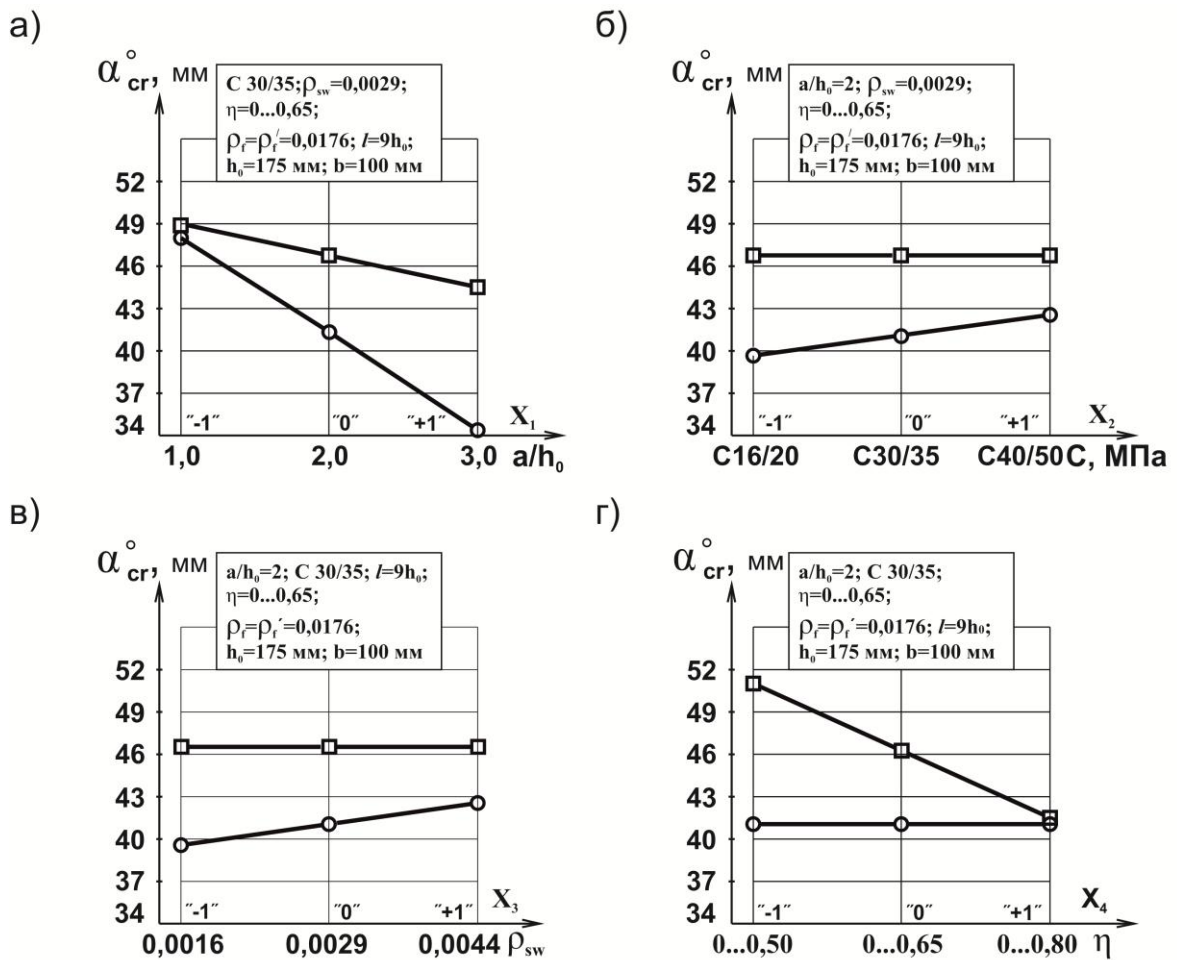 а)
α°cr, мм
C 30/35; ρsw=0,0029;
η=0...0,65;
ρf=ρf′=0,0176; l=9h₀;
h₀=175 мм; b=100 мм
52
49
46
43
40
37
34
"-1"
"0"
"+1"
X₁
1,0
2,0
3,0
a/h₀
б)
α°cr, мм
a/h₀=2; ρsw=0,0029;
η=0...0,65;
ρf=ρf′=0,0176; l=9h₀;
h₀=175 мм; b=100 мм
52
49
46
43
40
37
34
"-1"
"0"
"+1"
X₂
C16/20
C30/35
C40/50
C, МПа
в)
α°cr, мм
a/h₀=2; C 30/35; l=9h₀;
η=0...0,65;
ρf=ρf′=0,0176;
h₀=175 мм; b=100 мм
52
49
46
43
40
37
34
"-1"
"0"
"+1"
X₃
0,0016
0,0029
0,0044
ρsw
г)
α°cr, мм
a/h₀=2; C 30/35;
η=0...0,65;
ρf=ρf′=0,0176; l=9h₀;
h₀=175 мм; b=100 мм
52
49
46
43
40
37
34
"-1"
"0"
"+1"
X₄
0...0,50
0...0,65
0...0,80
η